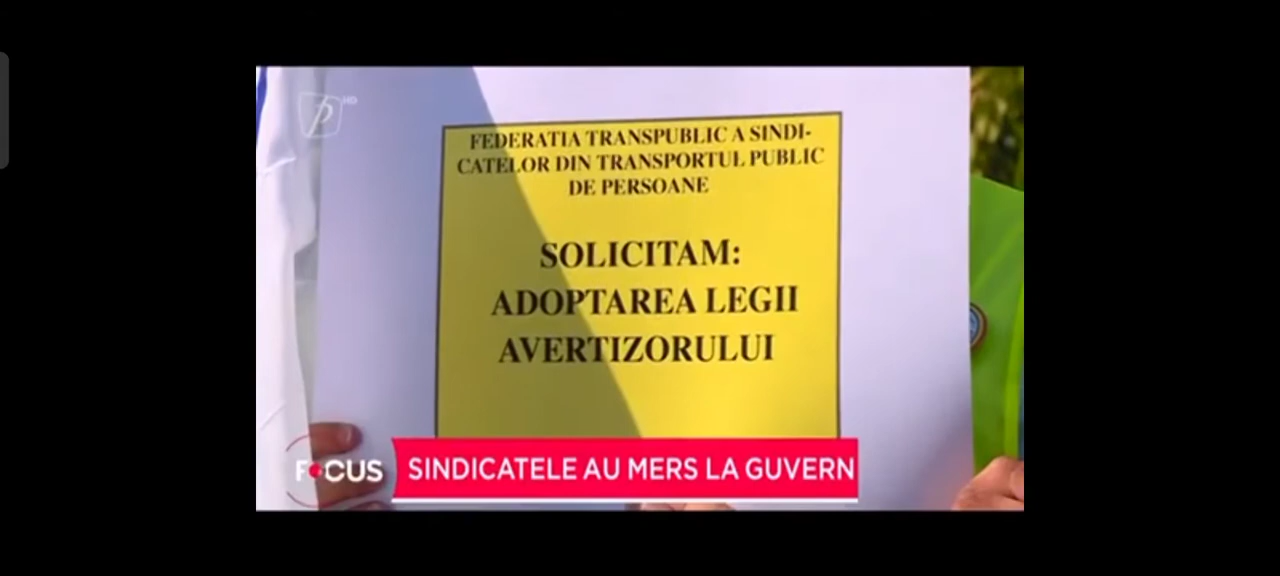 HD
FEDERATIA TRANSPUBLIC A SINDI-
CATELOR DIN TRANSPORTUL PUBLIC
DE PERSOANE
SOLICITAM:
ADOPTAREA LEGII
AVERTIZORULUI
FOCUS
SINDICATELE AU MERS LA GUVERN